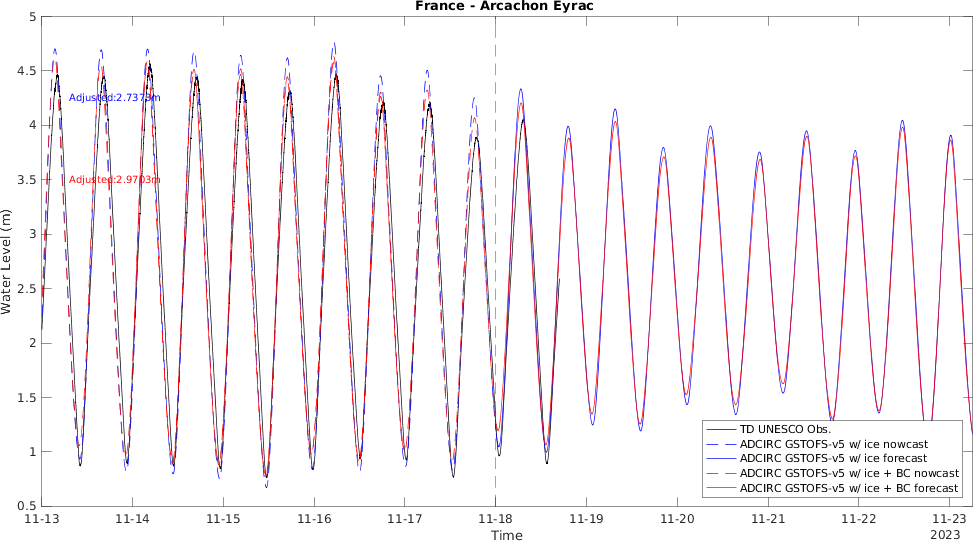 France - Arcachon Eyrac
5
4.5
4
3.5
3
2.5
2
1.5
1
0.5
Water Level (m)
Adjusted:2.7373m
Adjusted:2.9703m
TD UNESCO Obs.
ADCIRC GSTOFS-v5 w/ ice nowcast
ADCIRC GSTOFS-v5 w/ ice forecast
ADCIRC GSTOFS-v5 w/ ice + BC nowcast
ADCIRC GSTOFS-v5 w/ ice + BC forecast
11-13 11-14 11-15 11-16 11-17 11-18 11-19 11-20 11-21 11-22 11-23
Time
2023